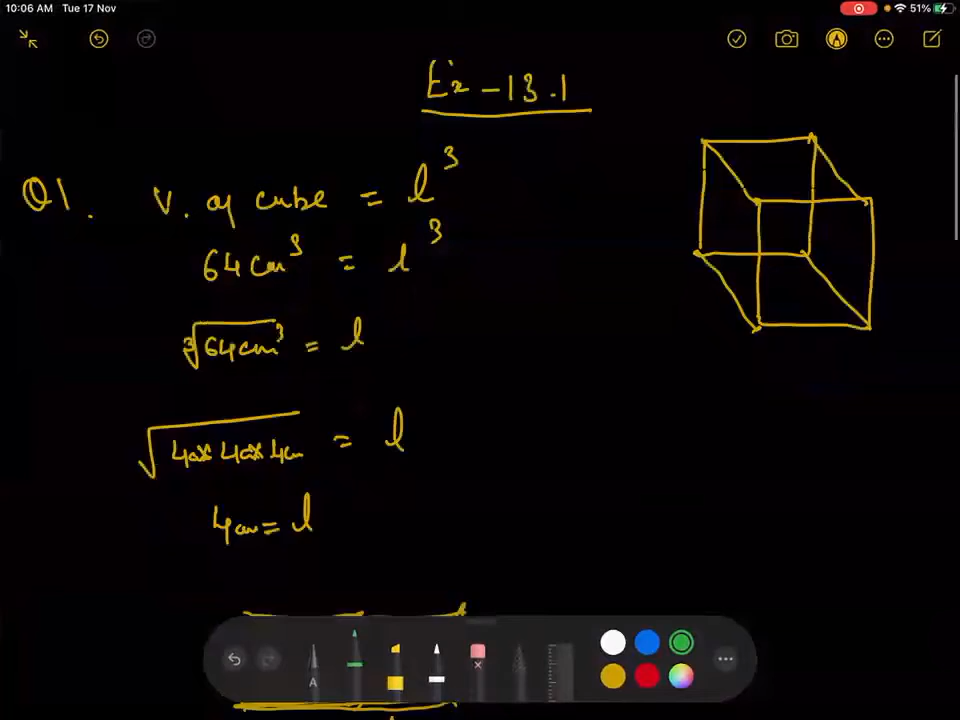 10:06 AM Tue 17 Nov
51%
Ex - 13.1
Q1. V. of cube = l³
64 cm³ = l³
∛64cm³ = l
√4cm×4cm×4cm = l
4cm = l
A